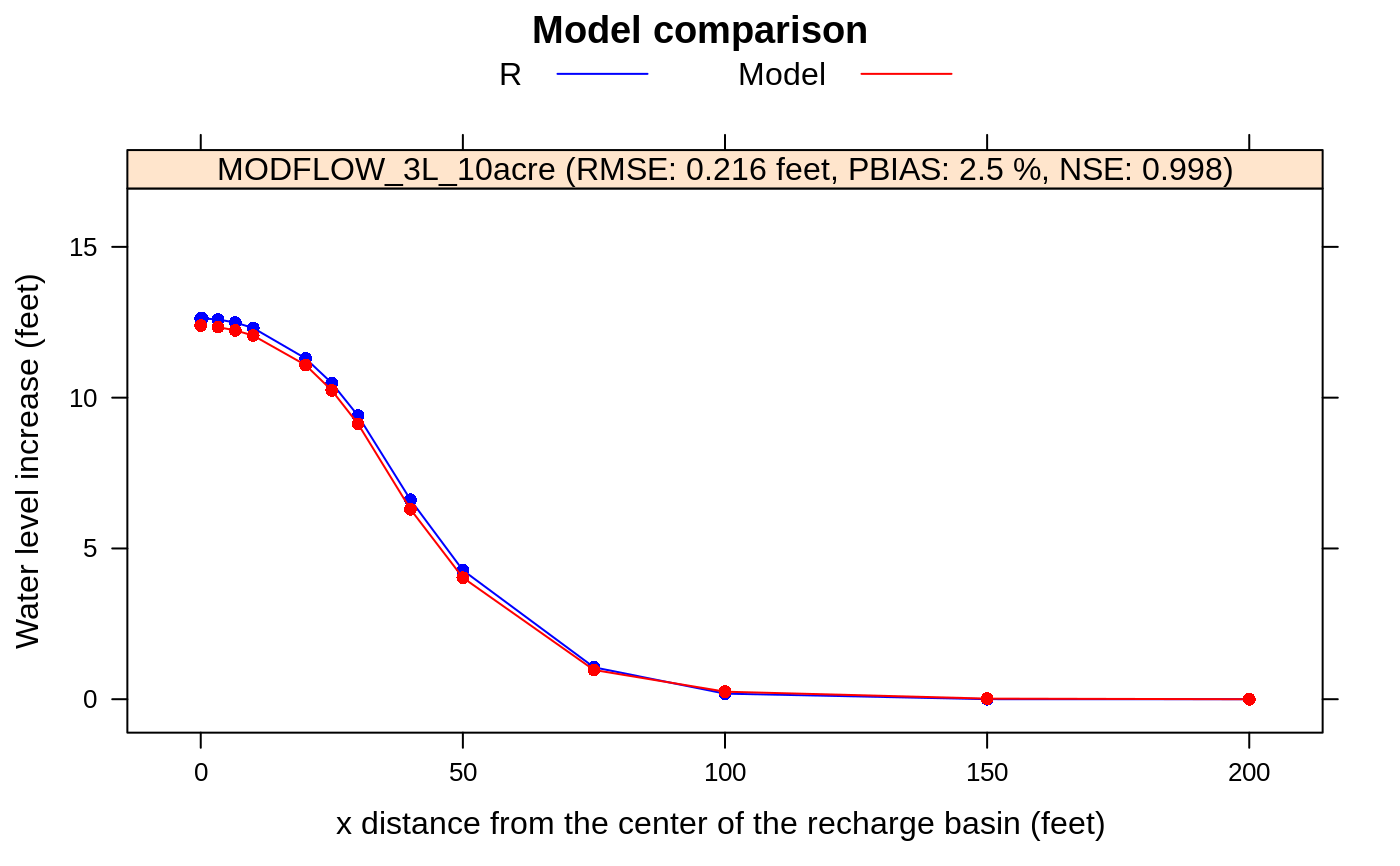 Model comparison
R Model
MODFLOW_3L_10acre (RMSE: 0.216 feet, PBIAS: 2.5 %, NSE: 0.998)
Water level increase (feet)
15
10
5
0
0 50 100 150 200
x distance from the center of the recharge basin (feet)